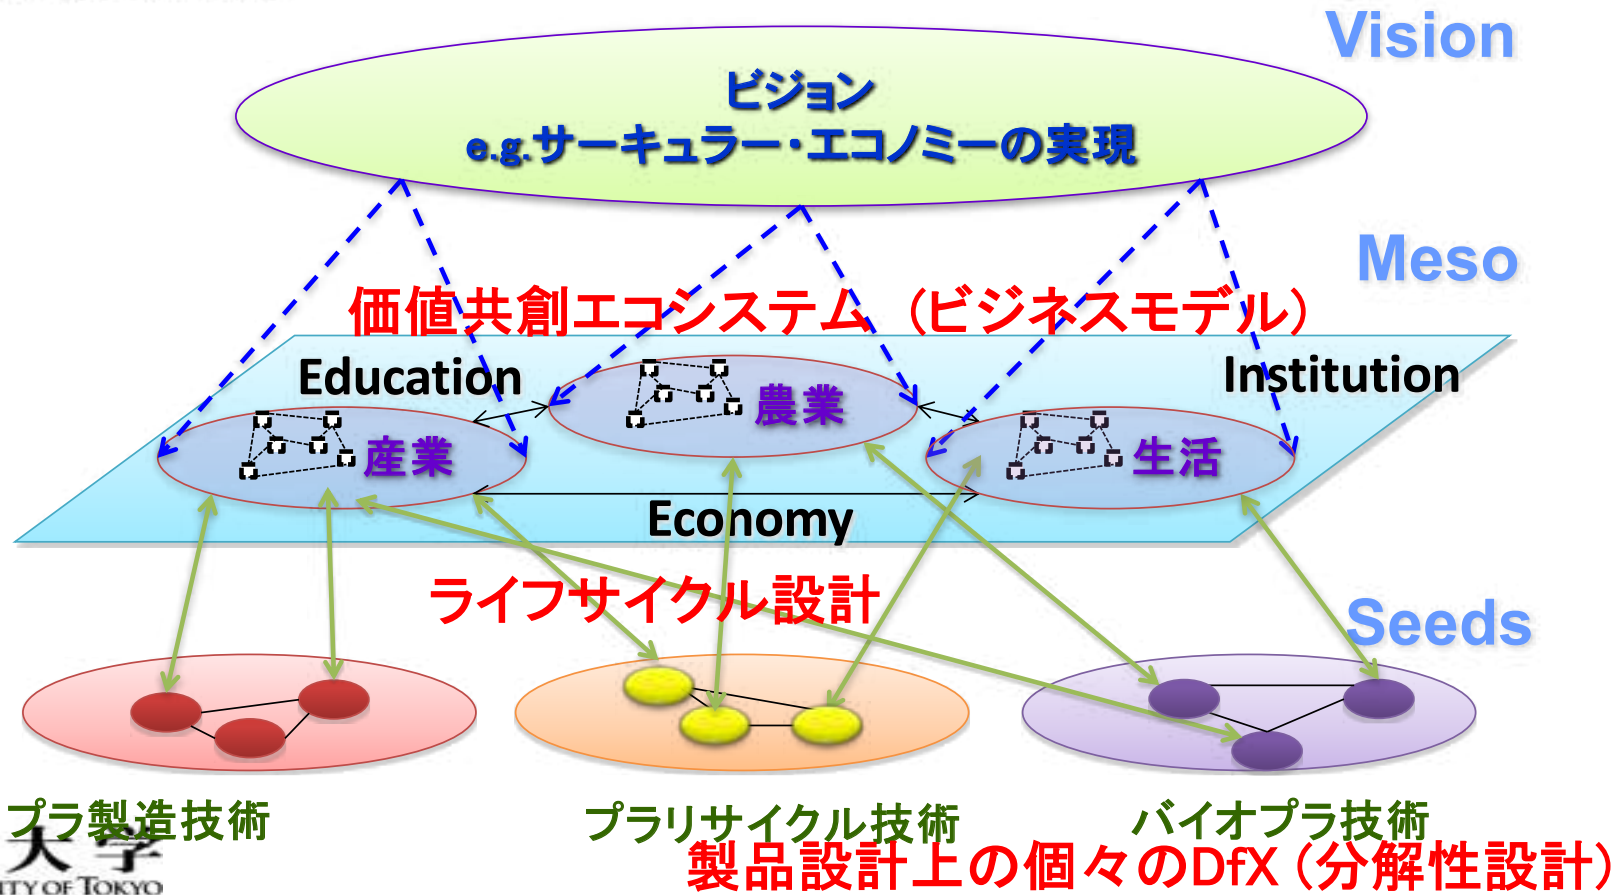 Vision
ビジョン
e.g.サーキュラー・エコノミーの実現
Meso
価値共創エコシステム （ビジネスモデル）
Education
Institution
農業
産業
生活
Economy
ライフサイクル設計
Seeds
プラ製造技術
プラリサイクル技術
バイオプラ技術
大学
ITY OF TOKYO
製品設計上の個々のDfX（分解性設計）